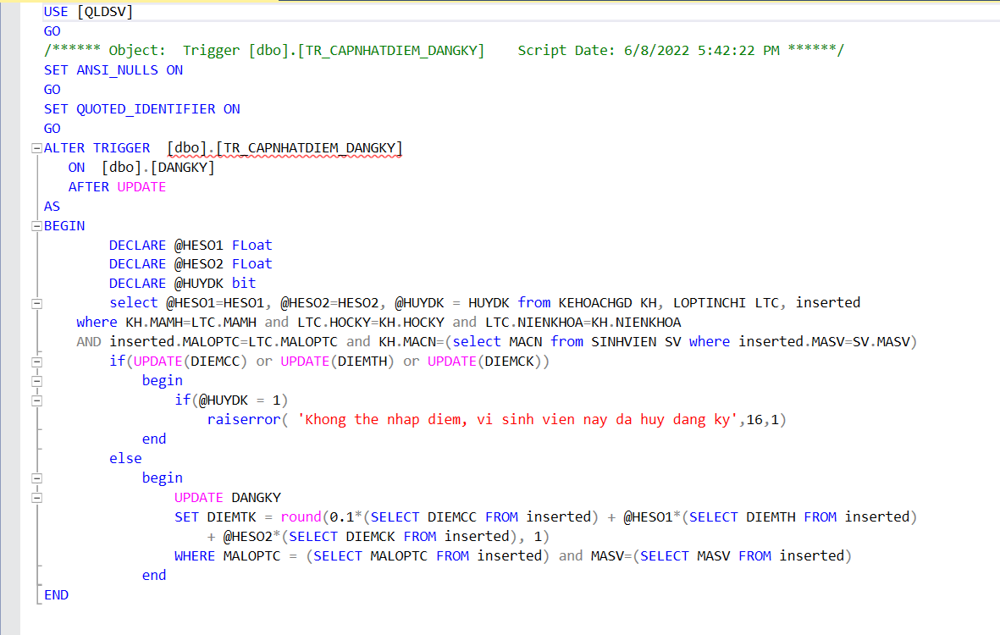 USE [QLDSV]
GO
/****** Object:  Trigger [dbo].[TR_CAPNHATDIEM_DANGKY]    Script Date: 6/8/2022 5:42:22 PM ******/
SET ANSI_NULLS ON
GO
SET QUOTED_IDENTIFIER ON
GO
ALTER TRIGGER  [dbo].[TR_CAPNHATDIEM_DANGKY]
   ON  [dbo].[DANGKY]
   AFTER UPDATE
AS
BEGIN
        DECLARE @HESO1 FLoat
        DECLARE @HESO2 FLoat
        DECLARE @HUYDK bit
        select @HESO1=HESO1, @HESO2=HESO2, @HUYDK = HUYDK from KEHOACHGD KH, LOPTINCHI LTC, inserted
    where KH.MAMH=LTC.MAMH and LTC.HOCKY=KH.HOCKY and LTC.NIENKHOA=KH.NIENKHOA
    AND inserted.MALOPTC=LTC.MALOPTC and KH.MACN=(select MACN from SINHVIEN SV where inserted.MASV=SV.MASV)
        if(UPDATE(DIEMCC) or UPDATE(DIEMTH) or UPDATE(DIEMCK))
            begin
                if(@HUYDK = 1)
                    raiserror( 'Khong the nhap diem, vi sinh vien nay da huy dang ky',16,1)
            end
        else
            begin
                UPDATE DANGKY
                SET DIEMTK = round(0.1*(SELECT DIEMCC FROM inserted) + @HESO1*(SELECT DIEMTH FROM inserted)
                    + @HESO2*(SELECT DIEMCK FROM inserted), 1)
                WHERE MALOPTC = (SELECT MALOPTC FROM inserted) and MASV=(SELECT MASV FROM inserted)
            end
END